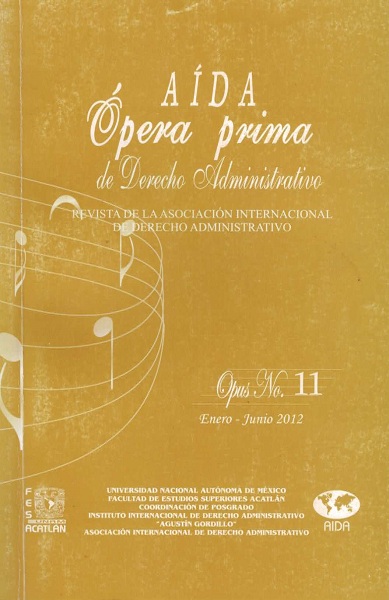 AÍDA
Ópera prima
de Derecho Administrativo
REVISTA DE LA ASOCIACIÓN INTERNACIONAL
DE DERECHO ADMINISTRATIVO
Opus No. 11
Enero - Junio 2012
FES
ACATLÁN
UNIVERSIDAD NACIONAL AUTÓNOMA DE MÉXICO
FACULTAD DE ESTUDIOS SUPERIORES ACATLÁN
COORDINACIÓN DE POSGRADO
INSTITUTO INTERNACIONAL DE DERECHO ADMINISTRATIVO
"AGUSTÍN GORDILLO"
ASOCIACIÓN INTERNACIONAL DE DERECHO ADMINISTRATIVO
AIDA